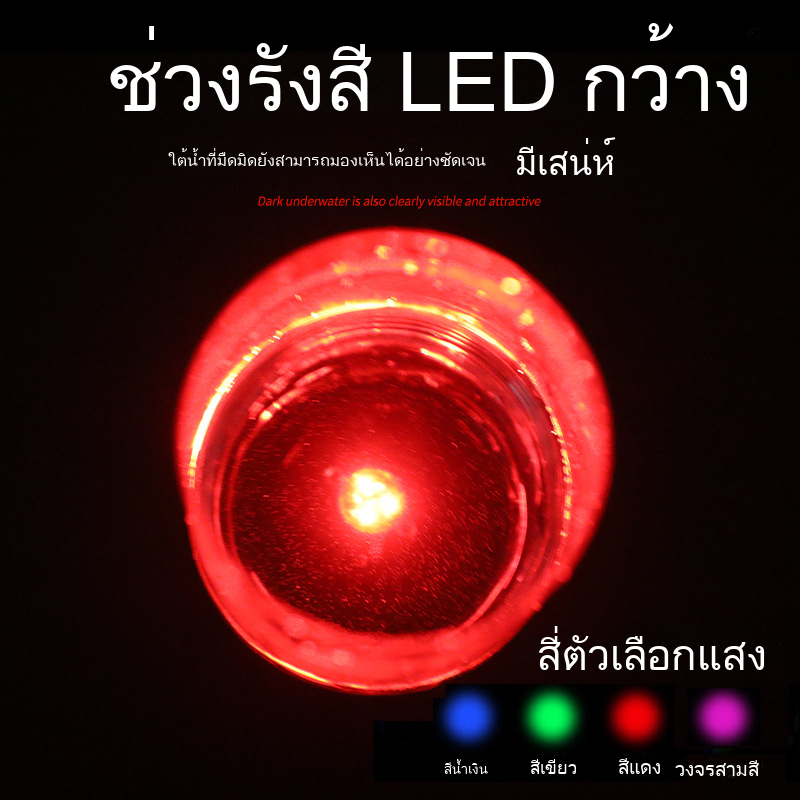 ช่วงรังสี LED กว้าง
ใต้น้ำที่มืดมิดยังสามารถมองเห็นได้อย่างชัดเจน มีเสน่ห์
Dark underwater is also clearly visible and attractive
สี่ตัวเลือกแสง
สีน้ำเงิน สีเขียว สีแดง วงจรสามสี